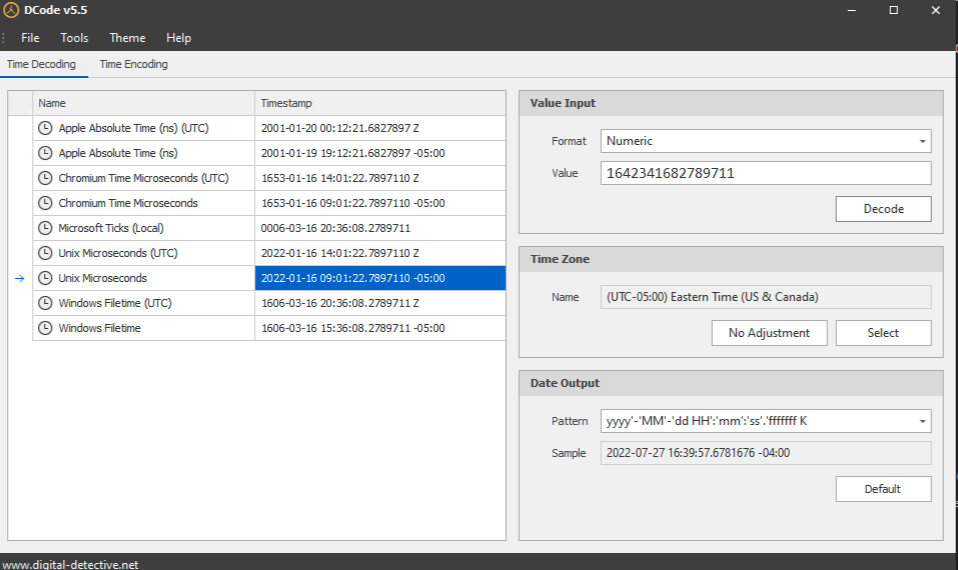 DCode v5.5
File Tools Theme Help
Time Decoding Time Encoding
Name Timestamp
Apple Absolute Time (ns) (UTC) 2001-01-20 00:12:21.6827897 Z
Apple Absolute Time (ns) 2001-01-19 19:12:21.6827897 -05:00
Chromium Time Microseconds (UTC) 1653-01-16 14:01:22.7897110 Z
Chromium Time Microseconds 1653-01-16 09:01:22.7897110 -05:00
Microsoft Ticks (Local) 0006-03-16 20:36:08.2789711
Unix Microseconds (UTC) 2022-01-16 14:01:22.7897110 Z
Unix Microseconds 2022-01-16 09:01:22.7897110 -05:00
Windows Filetime (UTC) 1606-03-16 20:36:08.2789711 Z
Windows Filetime 1606-03-16 15:36:08.2789711 -05:00
Value Input
Format Numeric
Value 1642341682789711
Decode
Time Zone
Name (UTC-05:00) Eastern Time (US & Canada)
No Adjustment Select
Date Output
Pattern yyyy'-'MM'-'dd HH':'mm':'ss'.'fffffff K
Sample 2022-07-27 16:39:57.6781676 -04:00
Default
www.digital-detective.net